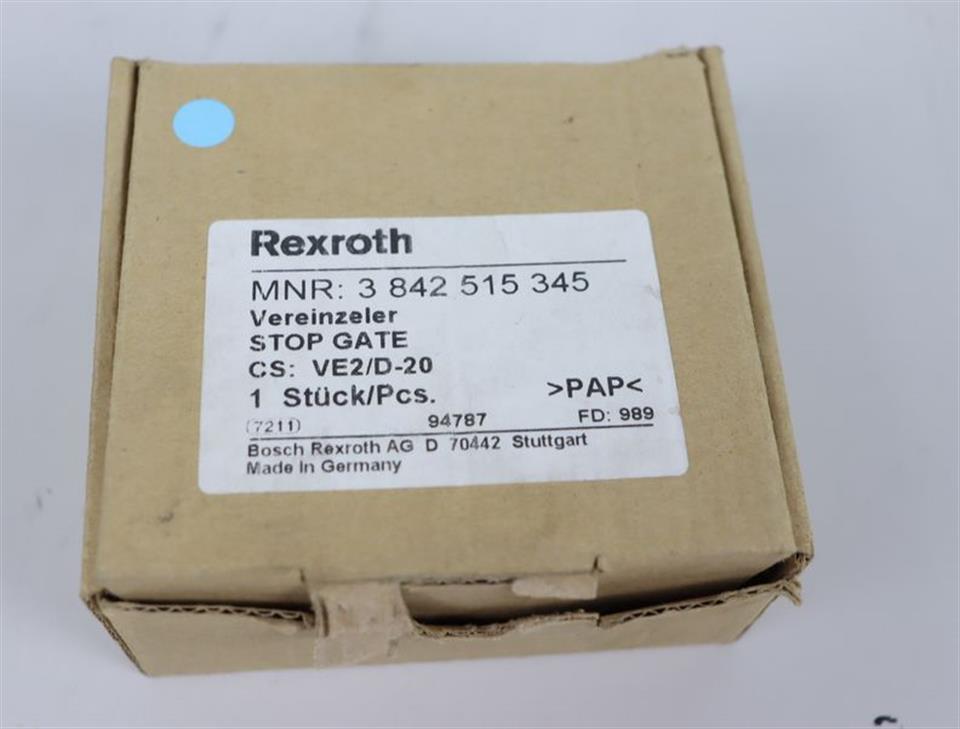 Rexroth
MNR: 3 842 515 345
Vereinzeler
STOP GATE
CS: VE2/D-20
1 Stück/Pcs. >PAP<
(7211) 94787 FD: 989
Bosch Rexroth AG D 70442 Stuttgart
Made In Germany